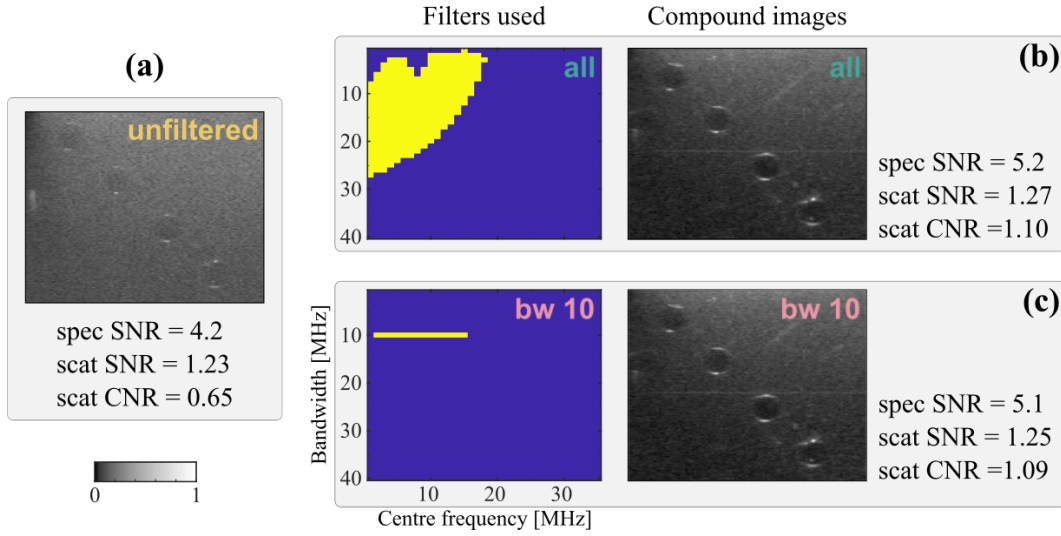 Filters used
Compound images
(a)
unfiltered
spec SNR = 4.2
scat SNR = 1.23
scat CNR = 0.65
0
1
(b)
all
10
20
30
40
all
spec SNR = 5.2
scat SNR = 1.27
scat CNR =1.10
(c)
bw 10
Bandwidth [MHz]
10
20
30
40
10
20
30
Centre frequency [MHz]
bw 10
spec SNR = 5.1
scat SNR = 1.25
scat CNR =1.09